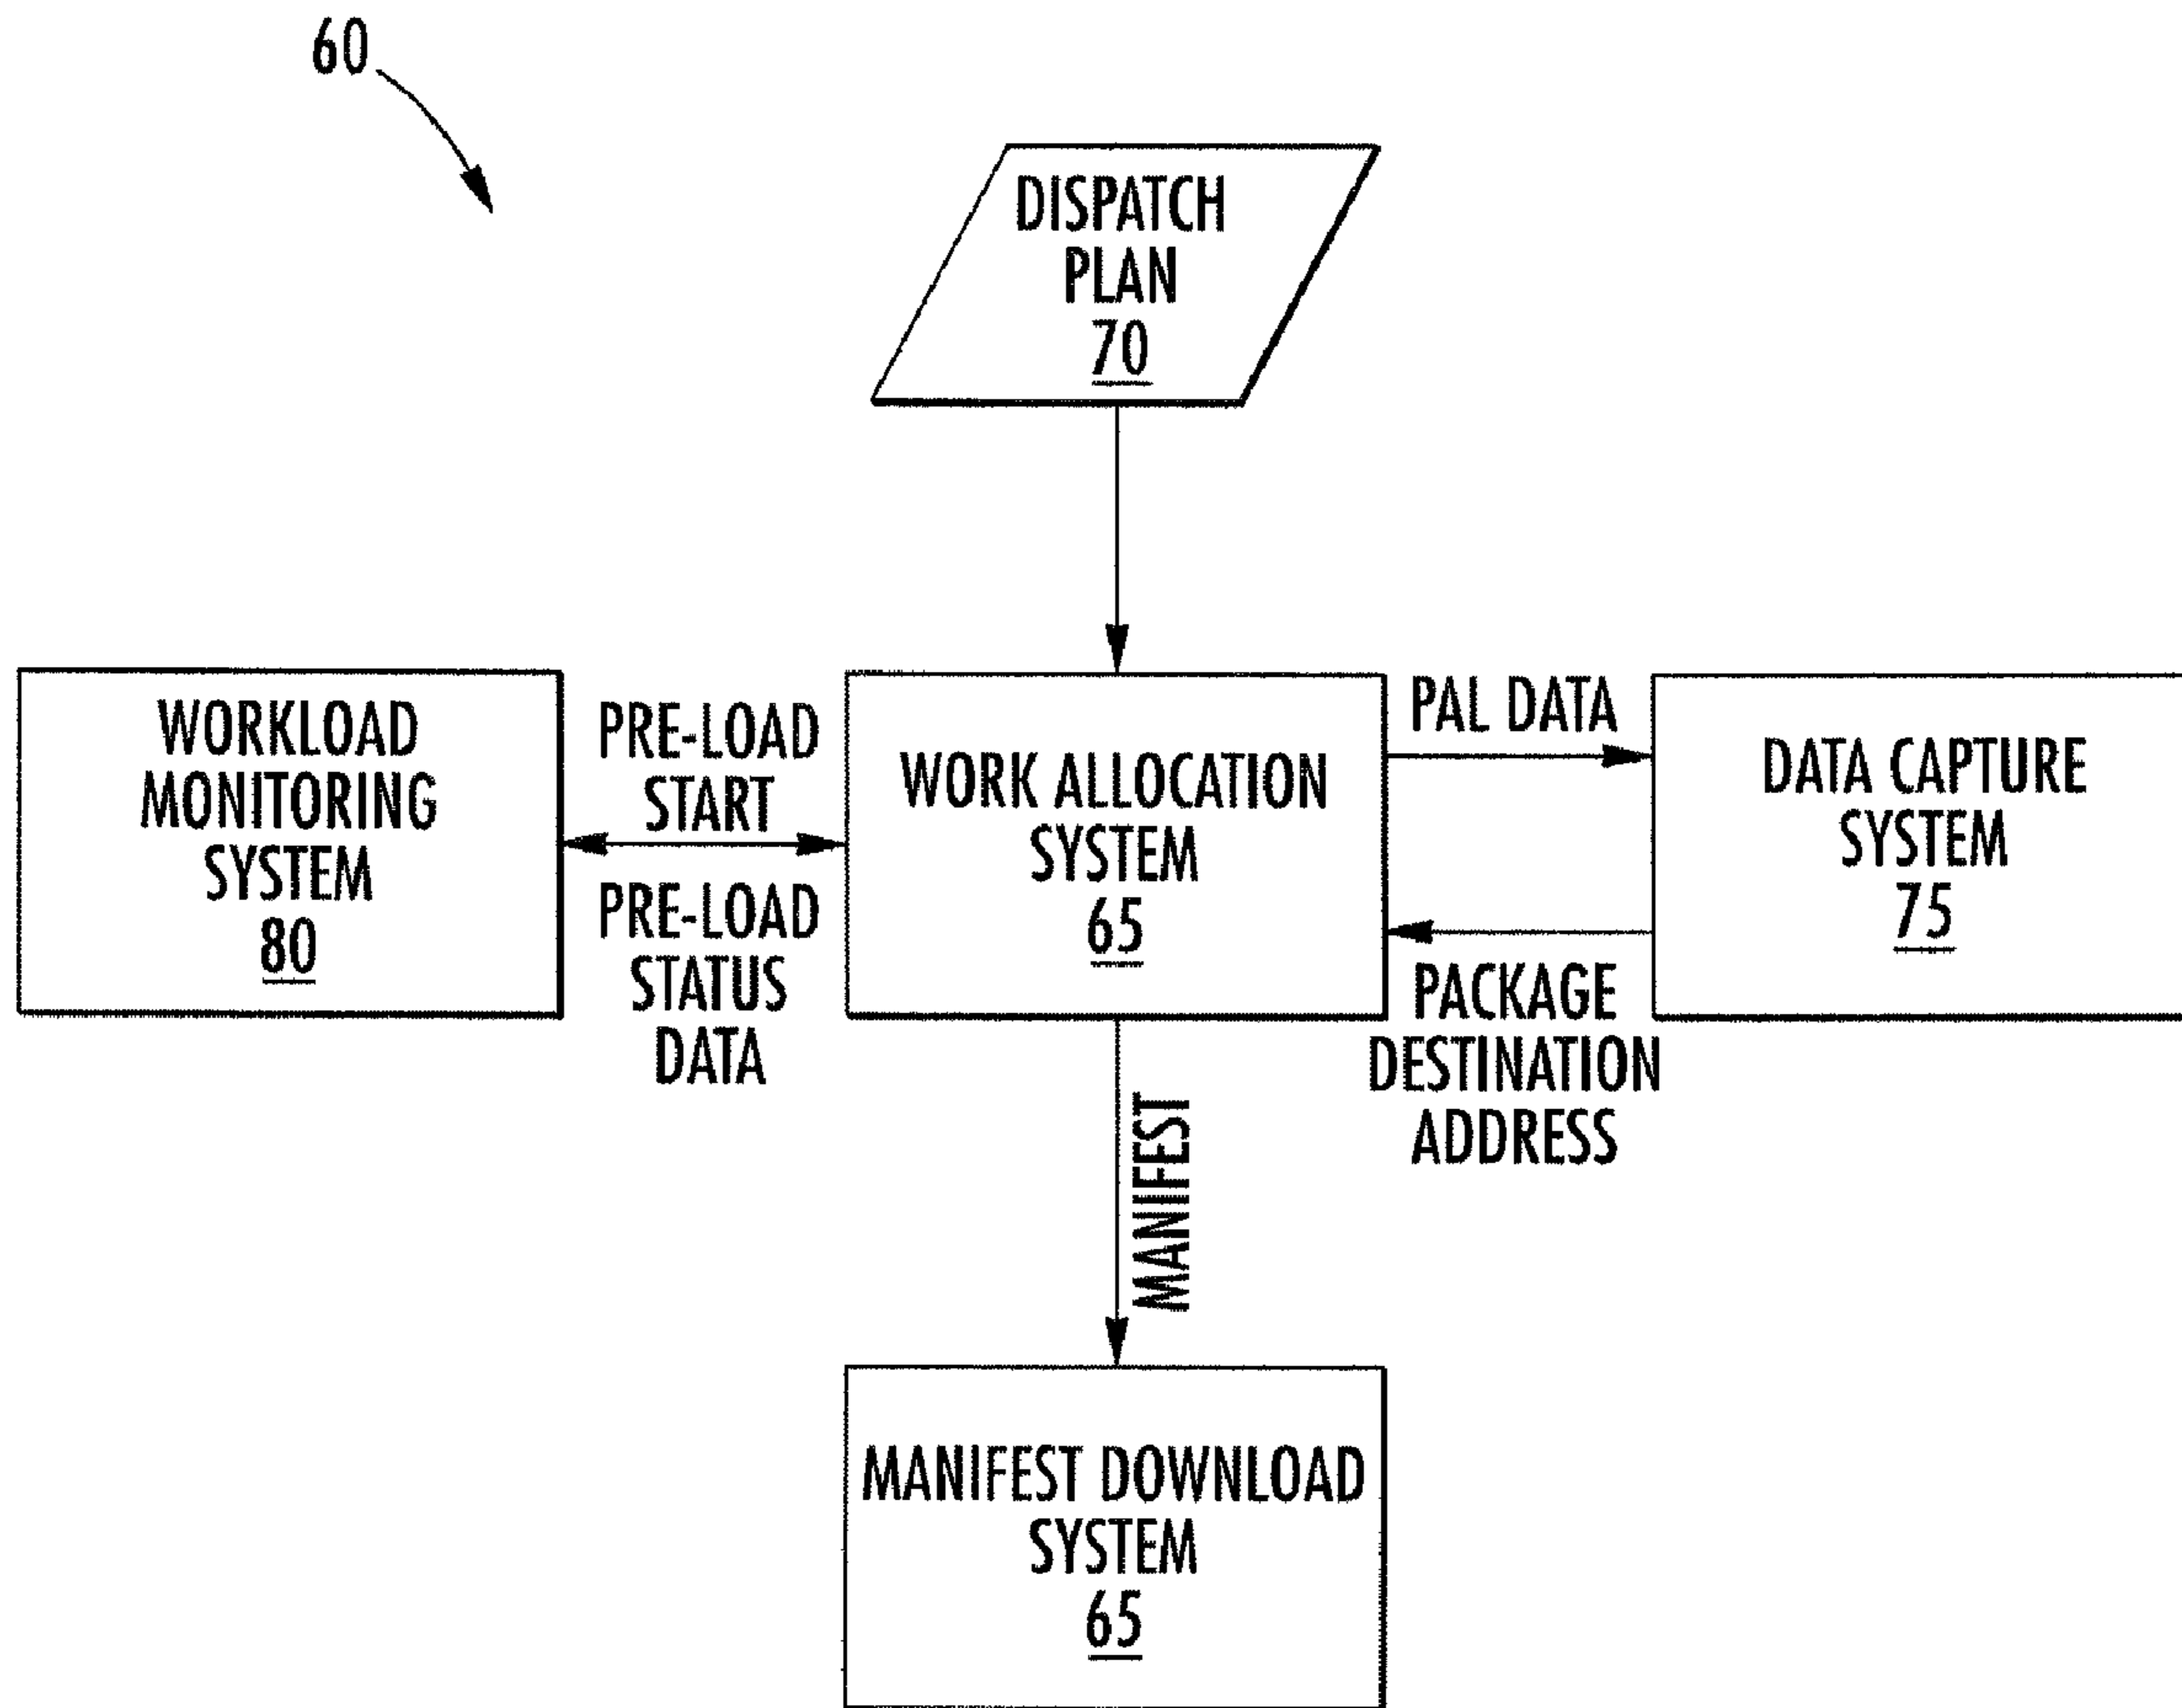 60
DISPATCH
PLAN
70
WORKLOAD
MONITORING
SYSTEM
80
PRE-LOAD
START
PRE-LOAD
STATUS
DATA
WORK ALLOCATION
SYSTEM
65
PAL DATA
PACKAGE
DESTINATION
ADDRESS
DATA CAPTURE
SYSTEM
75
MANIFEST
MANIFEST DOWNLOAD
SYSTEM
65